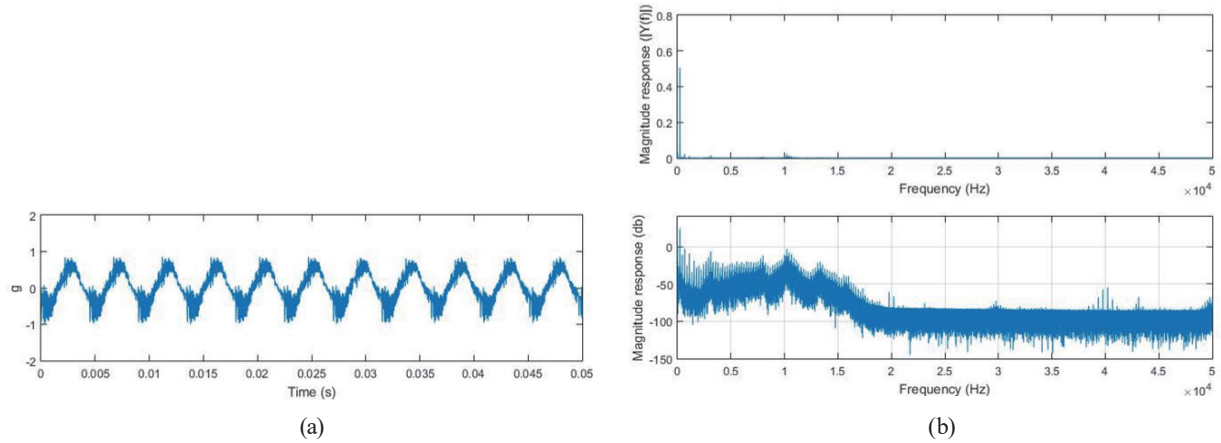 2
1
0
-1
-2
g
0 0.005 0.01 0.015 0.02 0.025 0.03 0.035 0.04 0.045 0.05
Time (s)
(a)
Magnitude response (|Y(f)|)
0.8
0.6
0.4
0.2
0
0 0.5 1 1.5 2 2.5 3 3.5 4 4.5 5
Frequency (Hz)
×10⁴
Magnitude response (db)
0
-50
-100
-150
0 0.5 1 1.5 2 2.5 3 3.5 4 4.5 5
Frequency (Hz)
×10⁴
(b)